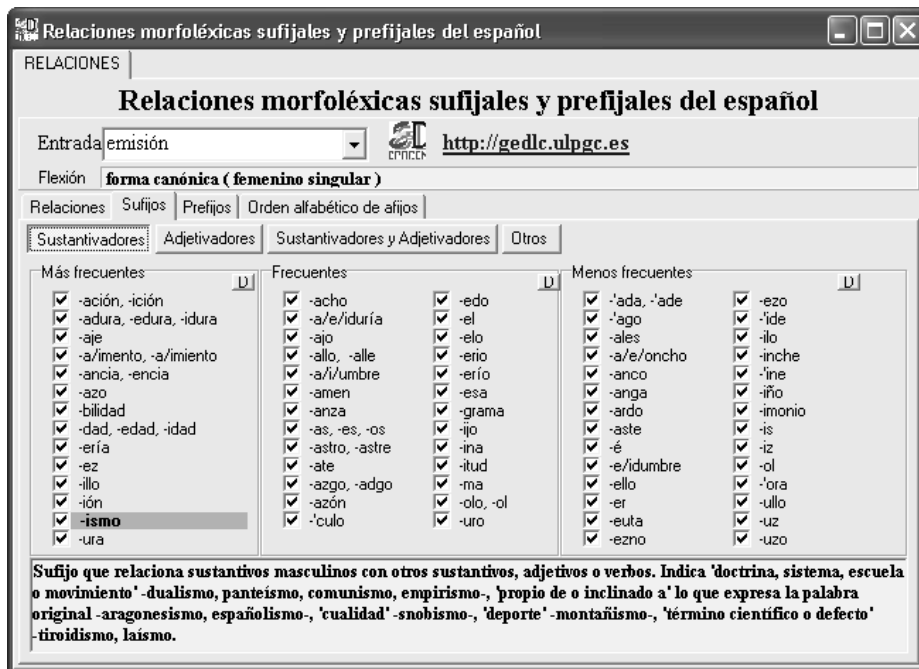 Relaciones morfoléxicas sufijales y prefijales del español
RELACIONES
Relaciones morfoléxicas sufijales y prefijales del español
Entrada emisión http://gedlc.ulpgc.es
Flexión forma canónica ( femenino singular )
Relaciones Sufijos Prefijos Orden alfabético de afijos
Sustantivadores Adjetivadores Sustantivadores y Adjetivadores Otros
Más frecuentes D
-ación, -ición
-adura, -edura, -idura
-aje
-a/imento, -a/imiento
-ancia, -encia
-azo
-bilidad
-dad, -edad, -idad
-ería
-ez
-illo
-ión
-ismo
-ura
Frecuentes D
-acho
-a/e/iduría
-ajo
-allo, -alle
-a/i/umbre
-amen
-anza
-as, -es, -os
-astro, -astre
-ate
-azgo, -adgo
-azón
-'culo
-edo
-el
-elo
-erio
-erío
-esa
-grama
-ijo
-ina
-itud
-ma
-olo, -ol
-uro
Menos frecuentes D
-'ada, -'ade
-'ago
-ales
-a/e/oncho
-anco
-anga
-ardo
-aste
-é
-e/idumbre
-ello
-er
-euta
-ezno
-ezo
-'ide
-ilo
-inche
-'ine
-iño
-imonio
-is
-iz
-ol
-'ora
-ullo
-uz
-uzo
Sufijo que relaciona sustantivos masculinos con otros sustantivos, adjetivos o verbos. Indica 'doctrina, sistema, escuela
o movimiento' -dualismo, panteísmo, comunismo, empirismo-, 'propio de o inclinado a' lo que expresa la palabra
original -aragonesismo, españolismo-, 'cualidad' -snobismo-, 'deporte' -montañismo-, 'término científico o defecto'
-tiroidismo, laísmo.